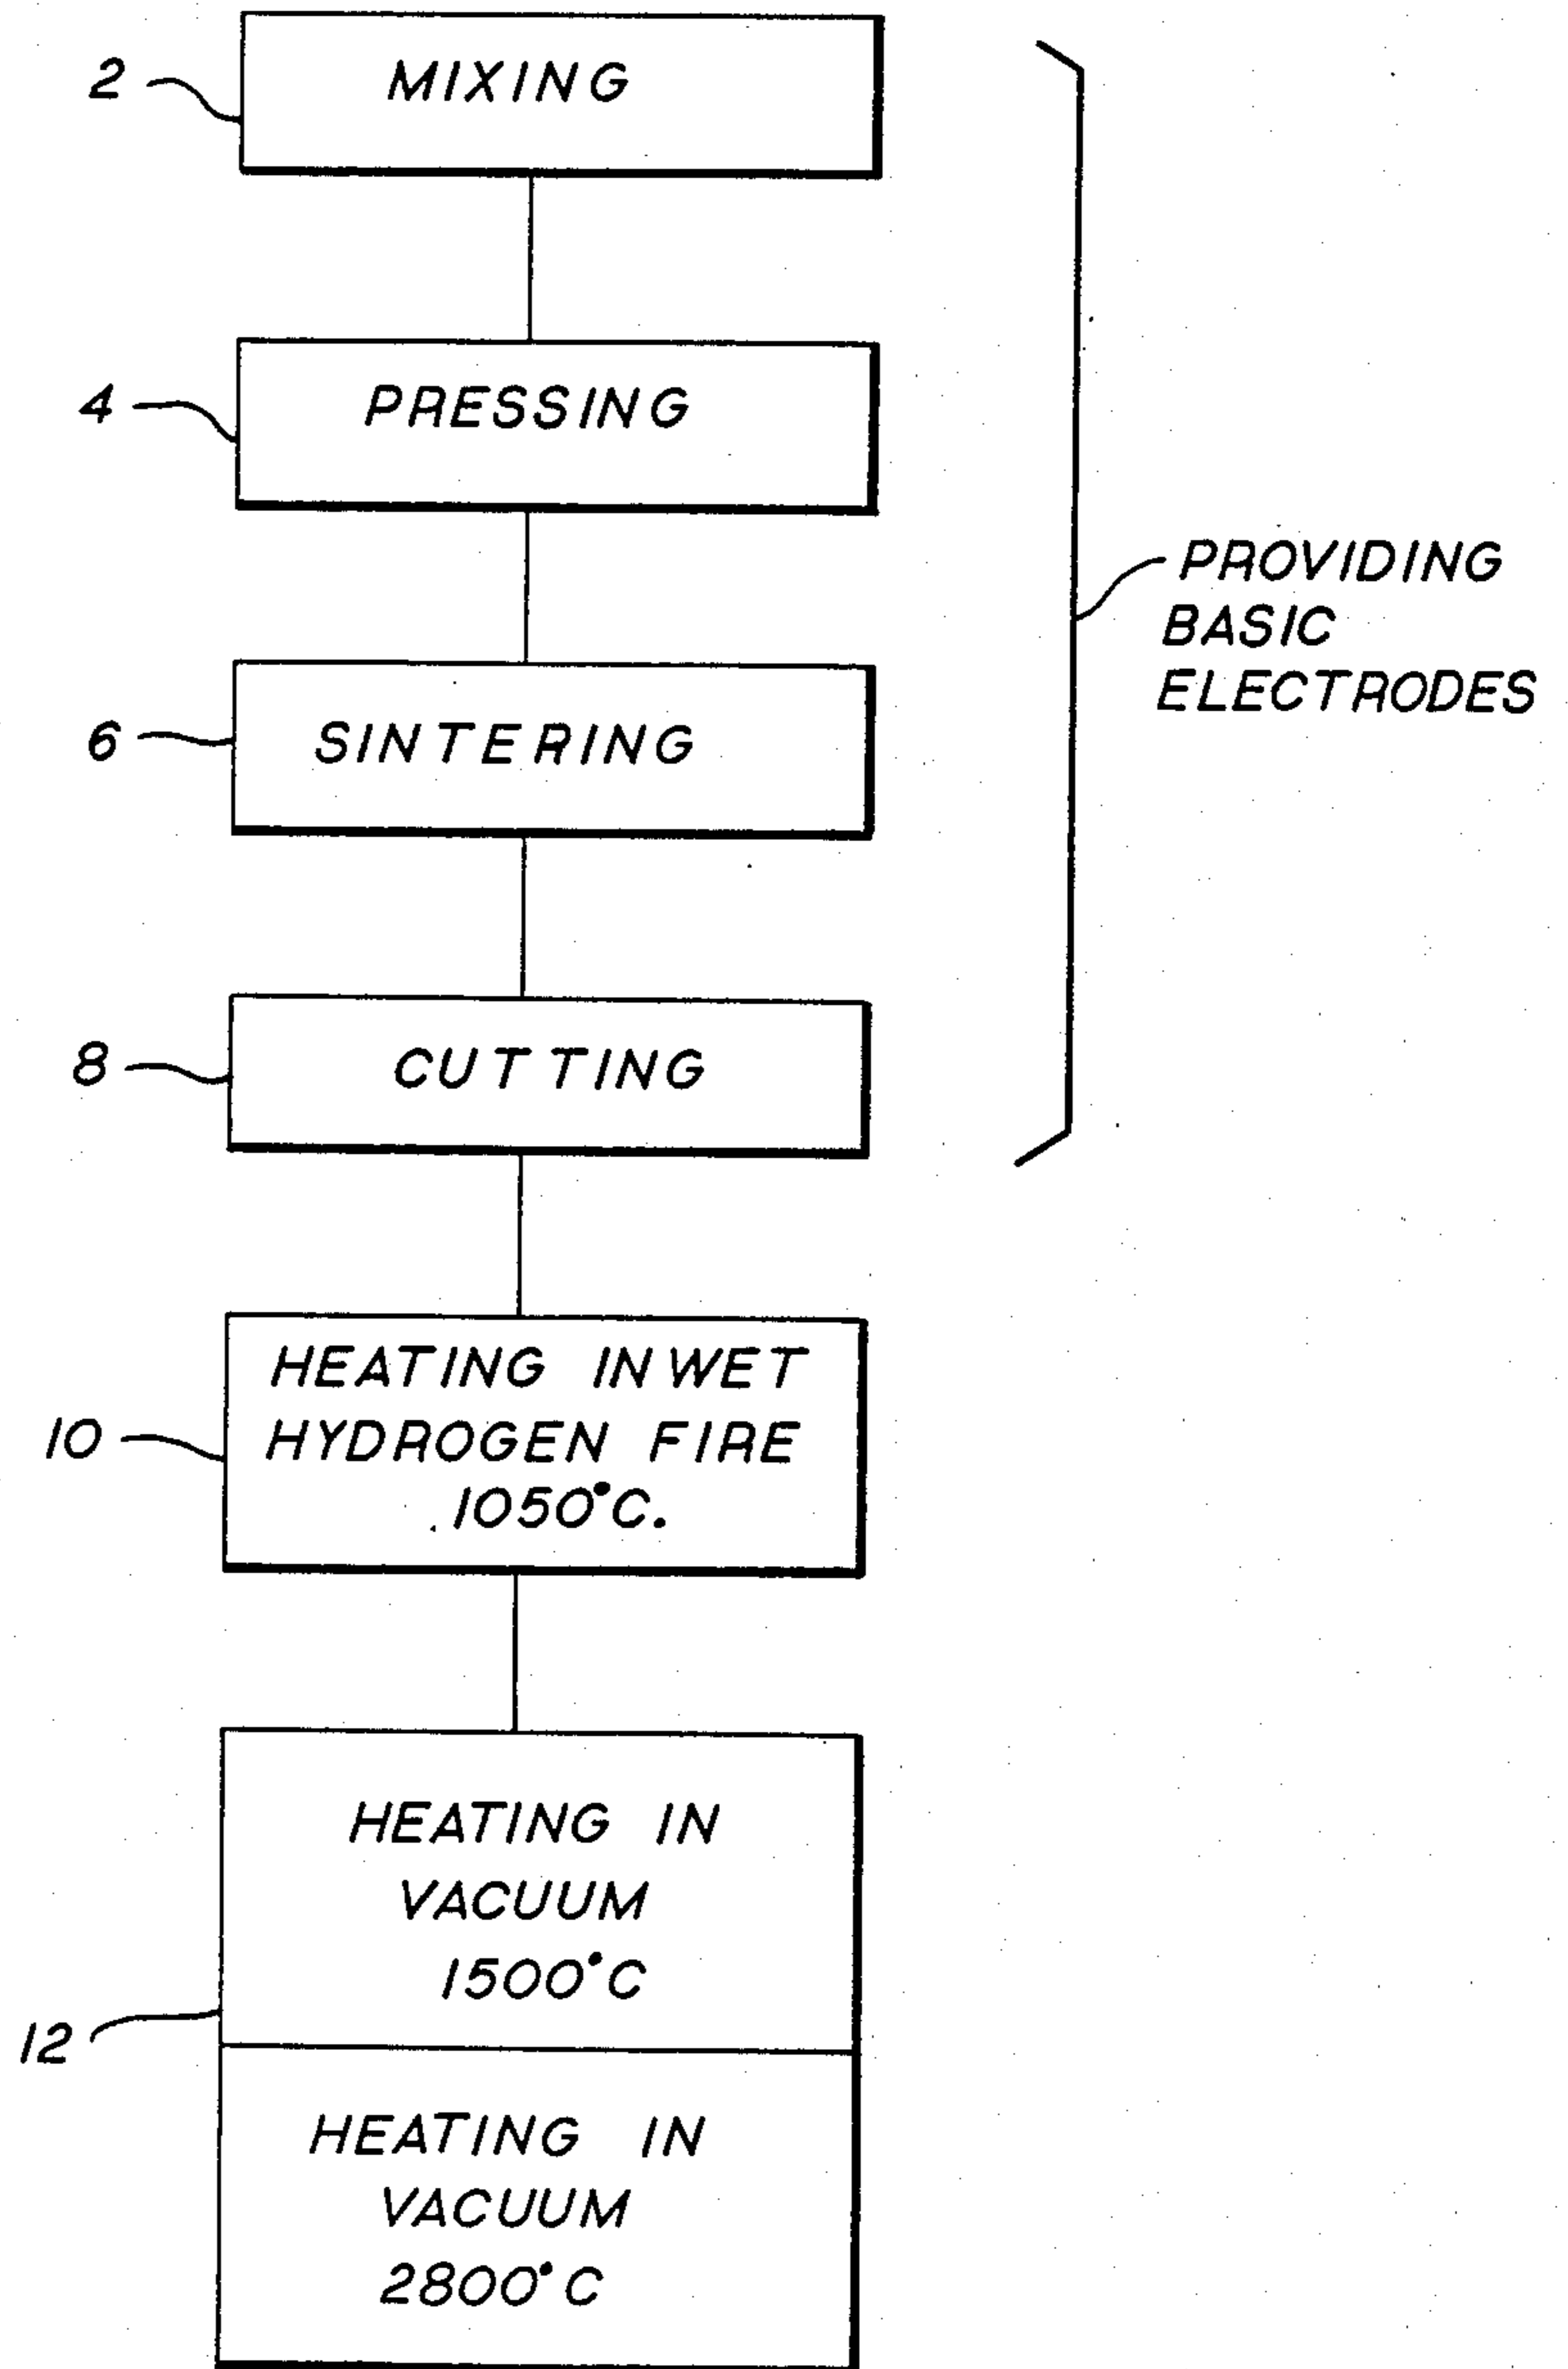 2 MIXING
4 PRESSING
PROVIDING
BASIC
ELECTRODES
6 SINTERING
8 CUTTING
HEATING IN WET
10 HYDROGEN FIRE
1050°C.
HEATING IN
VACUUM
1500°C
12
HEATING IN
VACUUM
2800°C